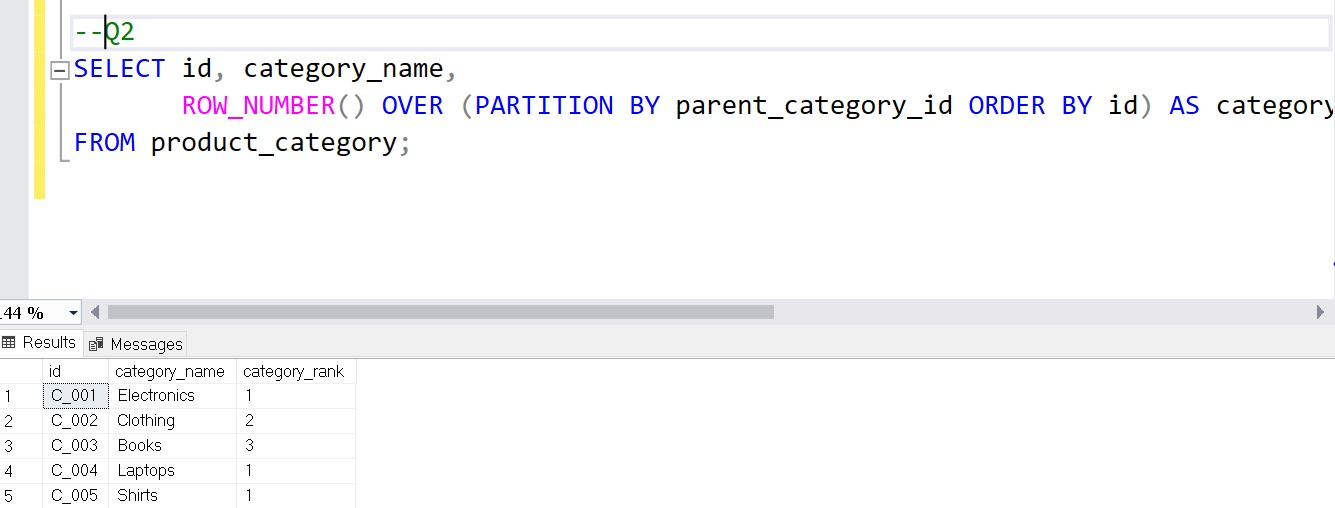 --Q2
SELECT id, category_name,
ROW_NUMBER() OVER (PARTITION BY parent_category_id ORDER BY id) AS category
FROM product_category;
.44 %
Results Messages
id category_name category_rank
1 C_001 Electronics 1
2 C_002 Clothing 2
3 C_003 Books 3
4 C_004 Laptops 1
5 C_005 Shirts 1